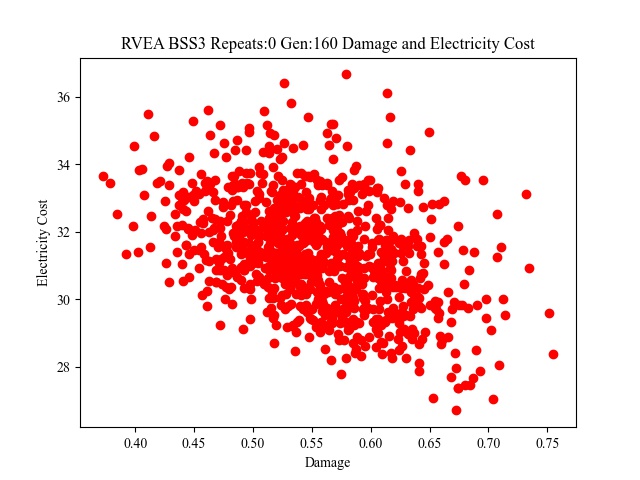 RVEA BSS3 Repeats:0 Gen:160 Damage and Electricity Cost
36
34
32
30
28
Electricity Cost
0.40 0.45 0.50 0.55 0.60 0.65 0.70 0.75
Damage